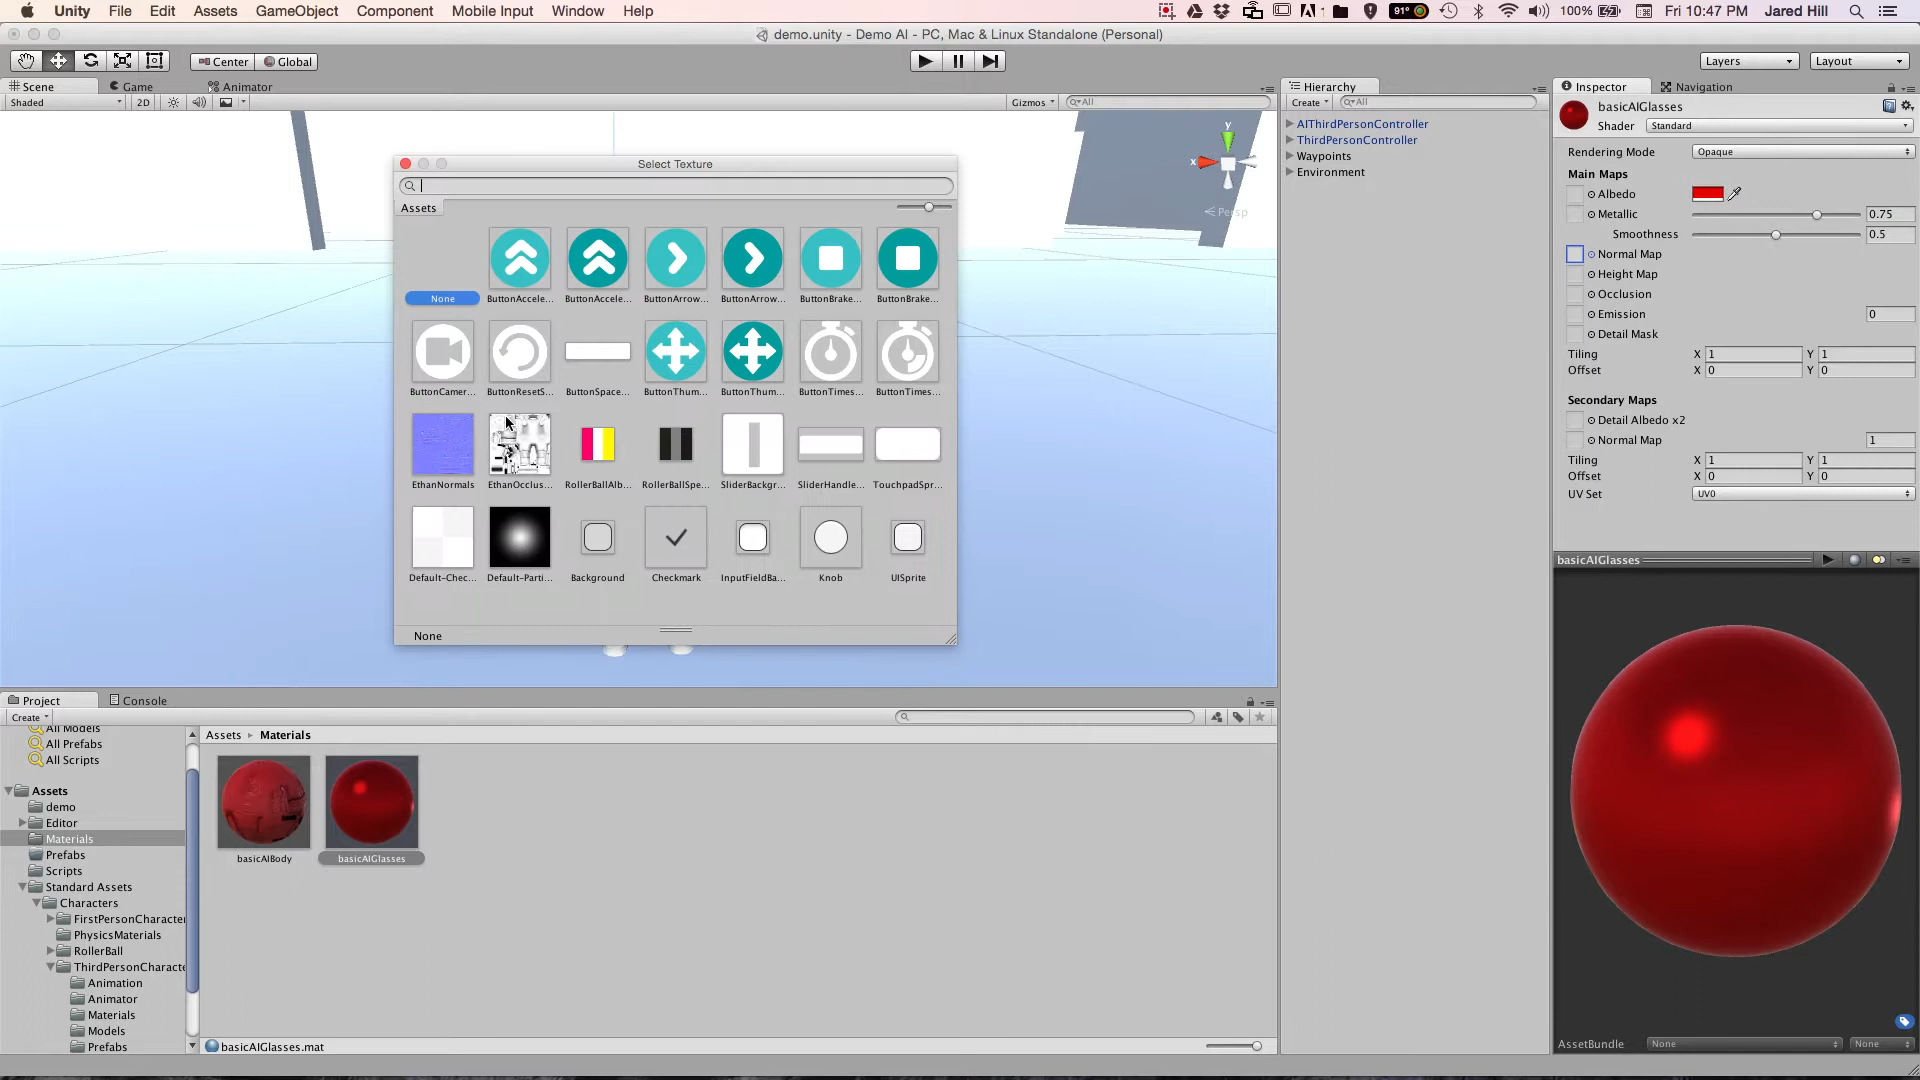 Unity File Edit Assets GameObject Component Mobile Input Window Help 91° 100% Fri 10:47 PM Jared Hill
demo.unity - Demo AI - PC, Mac & Linux Standalone (Personal)
Center Global Layers Layout
Scene Game Animator
Shaded 2D Gizmos All
y
x
Persp
Select Texture
Assets
None ButtonAccele... ButtonAccele... ButtonArrow... ButtonArrow... ButtonBrake... ButtonBrake...
ButtonCamer... ButtonResetS... ButtonSpace... ButtonThum... ButtonThum... ButtonTimes... ButtonTimes...
EthanNormals EthanOcclus... RollerBallAlb... RollerBallSpe... SliderBackgr... SliderHandle... TouchpadSpr...
Default-Chec... Default-Parti... Background Checkmark InputFieldBa... Knob UISprite
None
Hierarchy
Create All
AIThirdPersonController
ThirdPersonController
Waypoints
Environment
Inspector Navigation
basicAIGlasses
Shader Standard
Rendering Mode Opaque
Main Maps
Albedo
Metallic 0.75
Smoothness 0.5
Normal Map
Height Map
Occlusion
Emission 0
Detail Mask
Tiling X 1 Y 1
Offset X 0 Y 0
Secondary Maps
Detail Albedo x2
Normal Map 1
Tiling X 1 Y 1
Offset X 0 Y 0
UV Set UV0
basicAIGlasses
AssetBundle None None
Project Console
Create
All Models
All Prefabs
All Scripts
Assets
demo
Editor
Materials
Prefabs
Scripts
Standard Assets
Characters
FirstPersonCharacter
PhysicsMaterials
RollerBall
ThirdPersonCharacte
Animation
Animator
Materials
Models
Prefabs
Assets Materials
basicAIBody basicAIGlasses
basicAIGlasses.mat